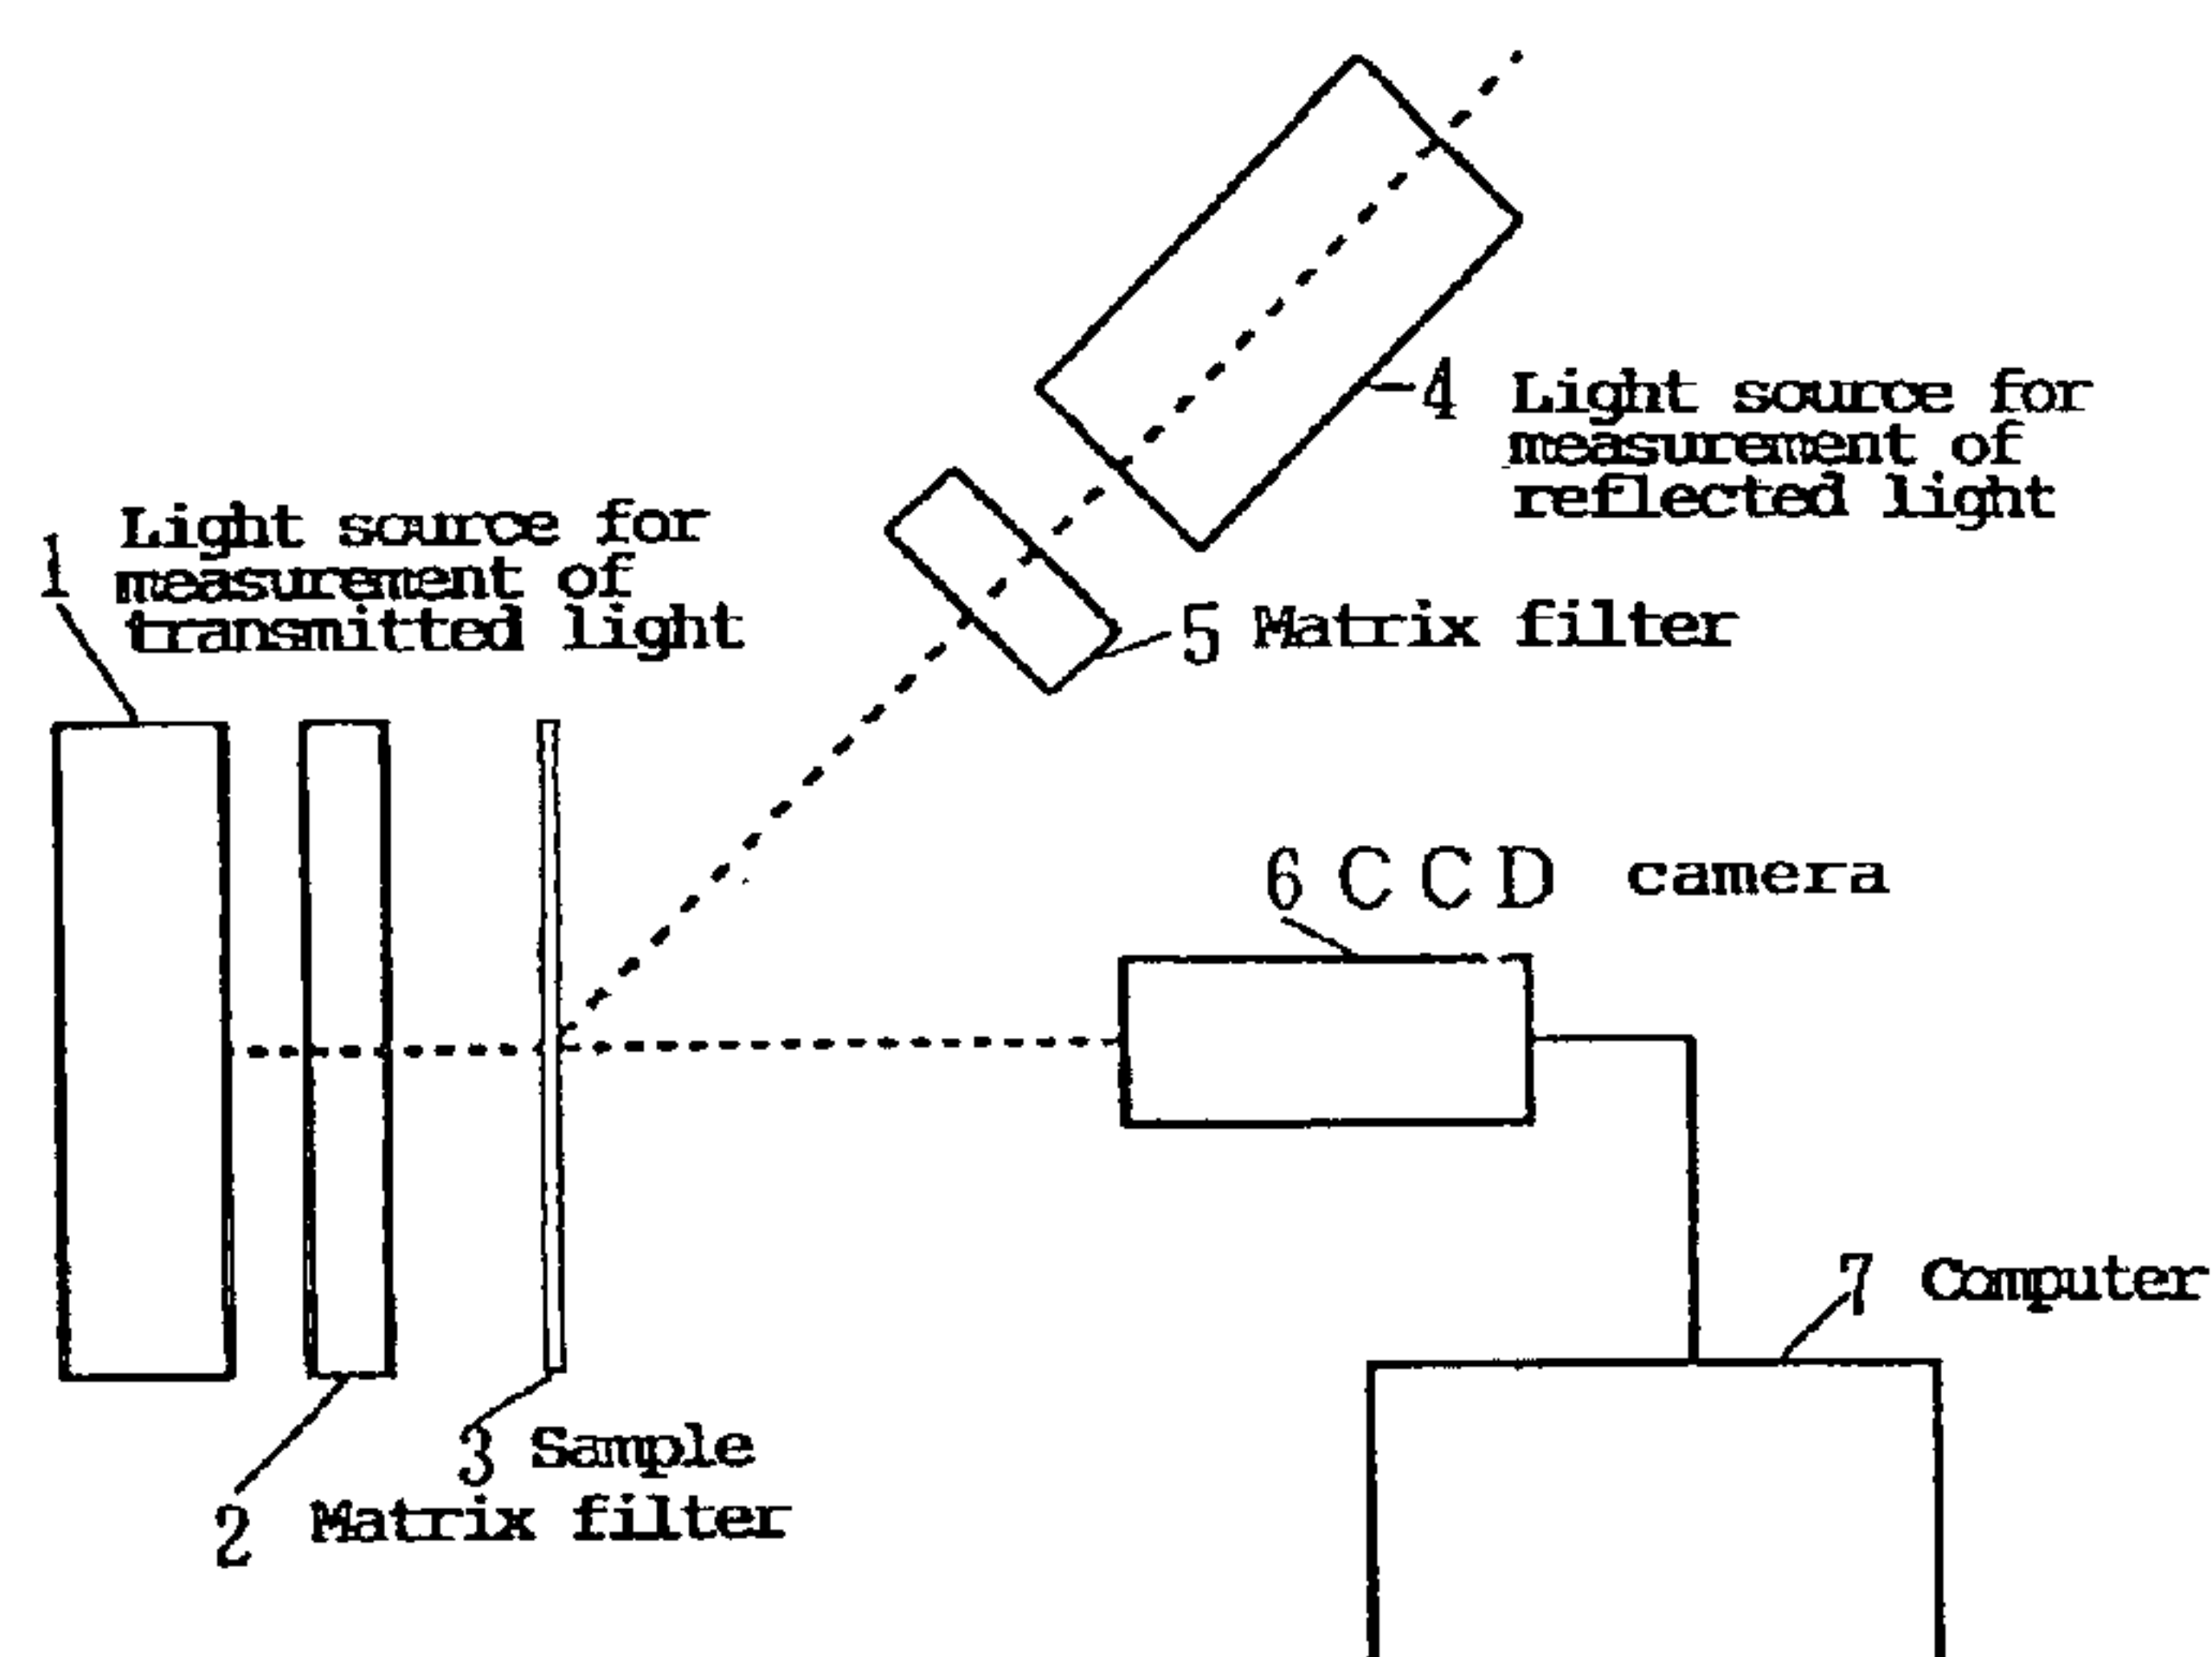 4 Light source for
measurement of
reflected light
1 Light source for
measurement of
transmitted light
5 Matrix filter
6 CCD camera
7 Computer
3 Sample
2 Matrix filter